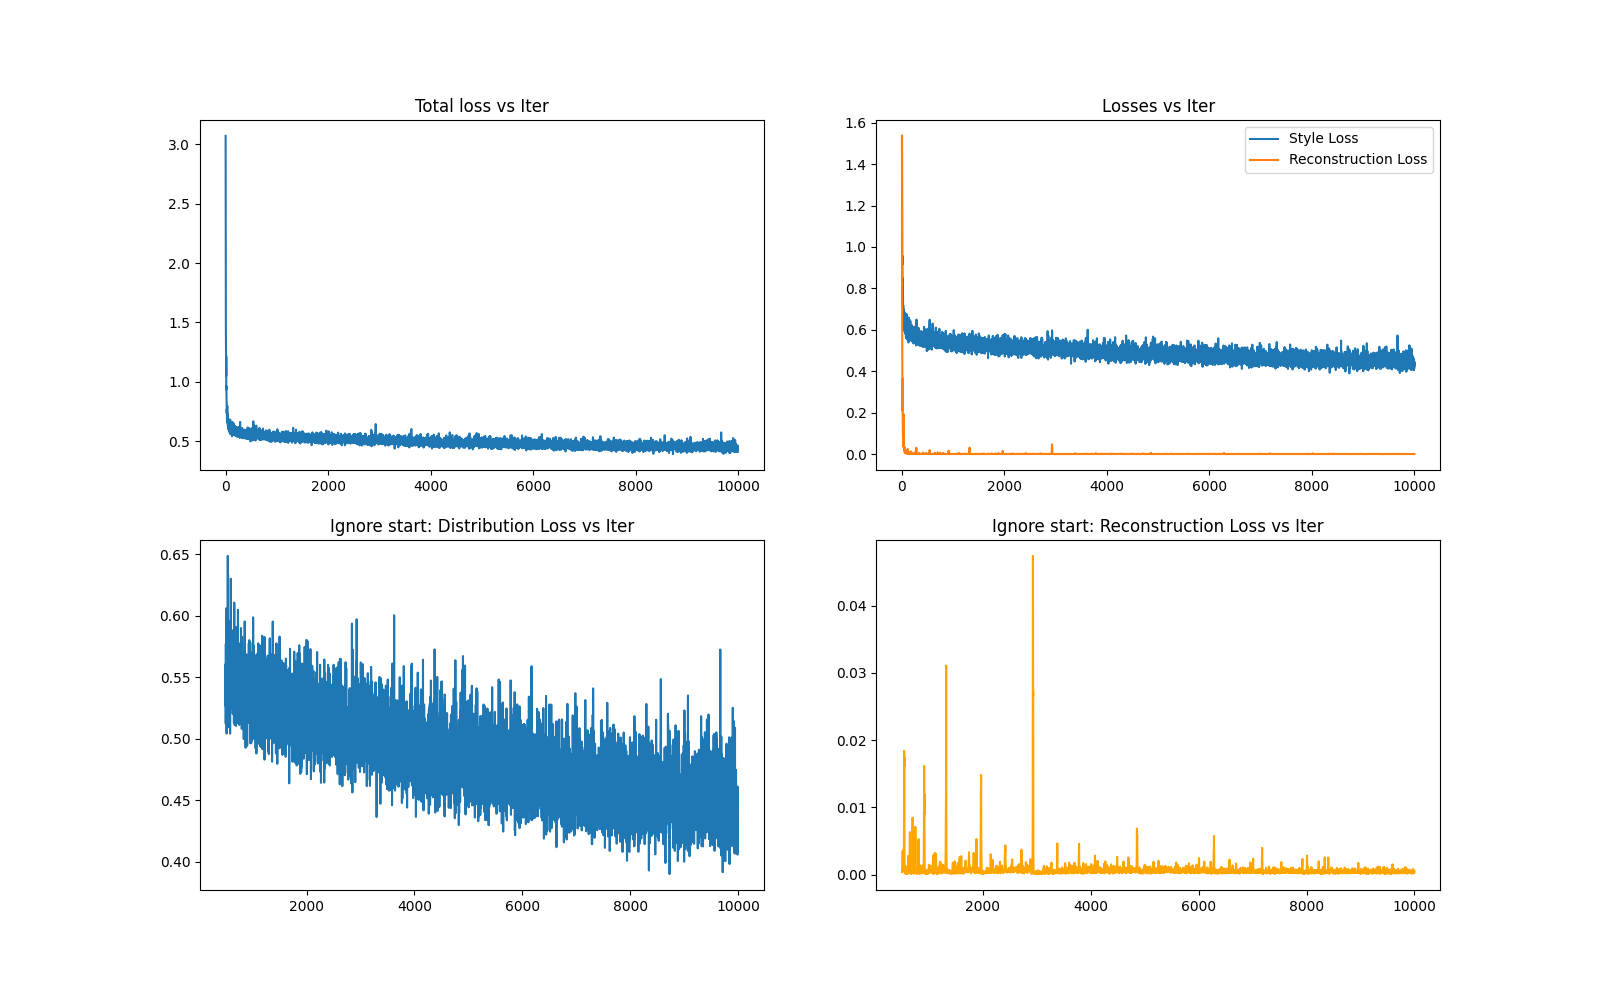 Total loss vs Iter
3.0
2.5
2.0
1.5
1.0
0.5
0 2000 4000 6000 8000 10000
Losses vs Iter
1.6
1.4
1.2
1.0
0.8
0.6
0.4
0.2
0.0
Style Loss
Reconstruction Loss
0 2000 4000 6000 8000 10000
Ignore start: Distribution Loss vs Iter
0.65
0.60
0.55
0.50
0.45
0.40
2000 4000 6000 8000 10000
Ignore start: Reconstruction Loss vs Iter
0.04
0.03
0.02
0.01
0.00
2000 4000 6000 8000 10000